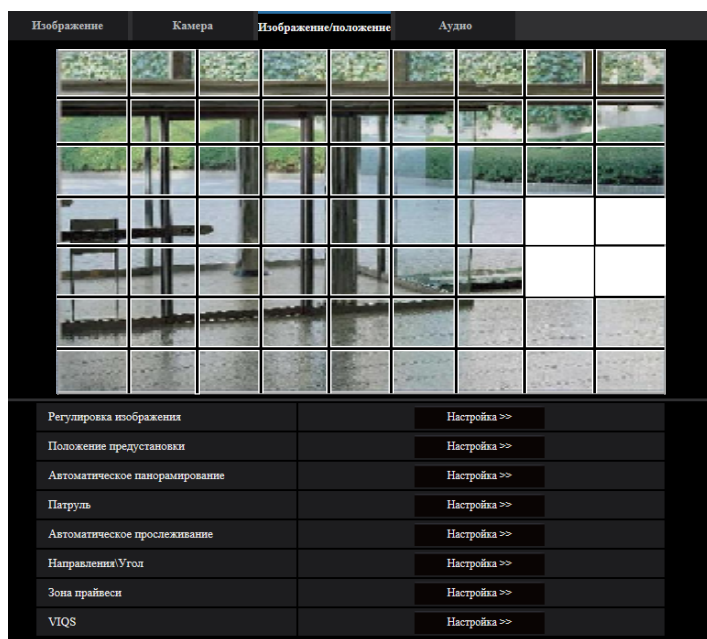 Изображение Камера Изображение/положение Аудио
Регулировка изображения Настройка >>
Положение предустановки Настройка >>
Автоматическое панорамирование Настройка >>
Патруль Настройка >>
Автоматическое прослеживание Настройка >>
Направления\Угол Настройка >>
Зона прайвеси Настройка >>
VIQS Настройка >>